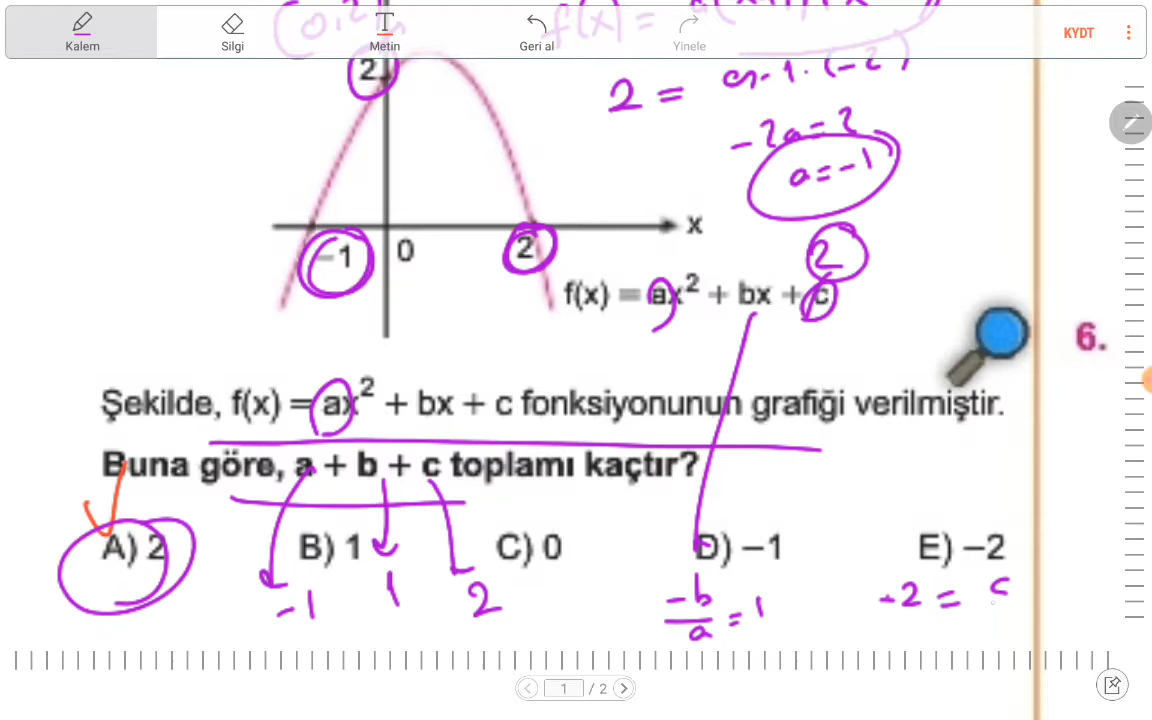 Kalem Silgi Metin Geri al Yinele KYDT
(0,2)
f(x) =
2 = a·-1·(-2)
-2a = 2
a = -1
2
x
-1 0 2
2
f(x) = ax² + bx + c
6.
Şekilde, f(x) = ax² + bx + c fonksiyonunun grafiği verilmiştir.
Buna göre, a + b + c toplamı kaçtır?
A) 2 B) 1 C) 0 D) -1 E) -2
-1 1 2 -b/a = 1 -2 = c
1 / 2